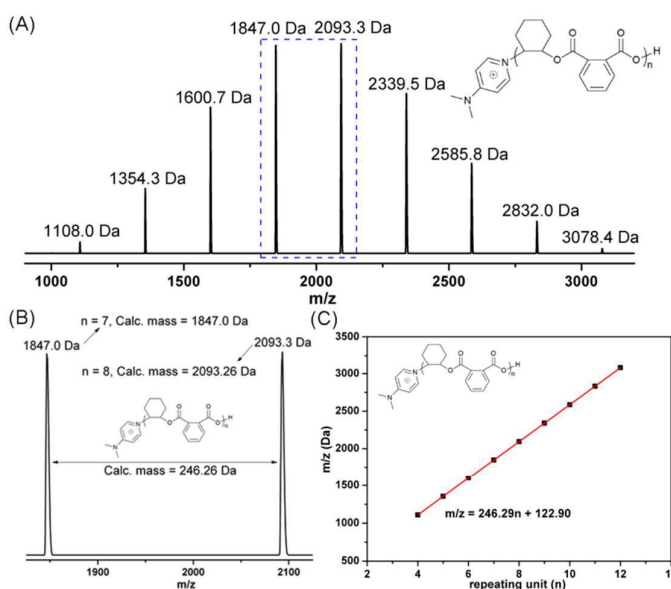 (A)
1847.0 Da
2093.3 Da
1600.7 Da
2339.5 Da
1354.3 Da
2585.8 Da
1108.0 Da
2832.0 Da
3078.4 Da
N
N
O
O
O
O
H
n
1000
1500
2000
2500
3000
m/z
(B)
n = 7, Calc. mass = 1847.0 Da
1847.0 Da
2093.3 Da
n = 8, Calc. mass = 2093.26 Da
N
N
O
O
O
O
H
n
Calc. mass = 246.26 Da
1900
2000
2100
m/z
(C)
3500
3000
2500
2000
1500
1000
500
m/z (Da)
N
N
O
O
O
O
H
n
m/z = 246.29n + 122.90
2
4
6
8
10
12
14
repeating unit (n)